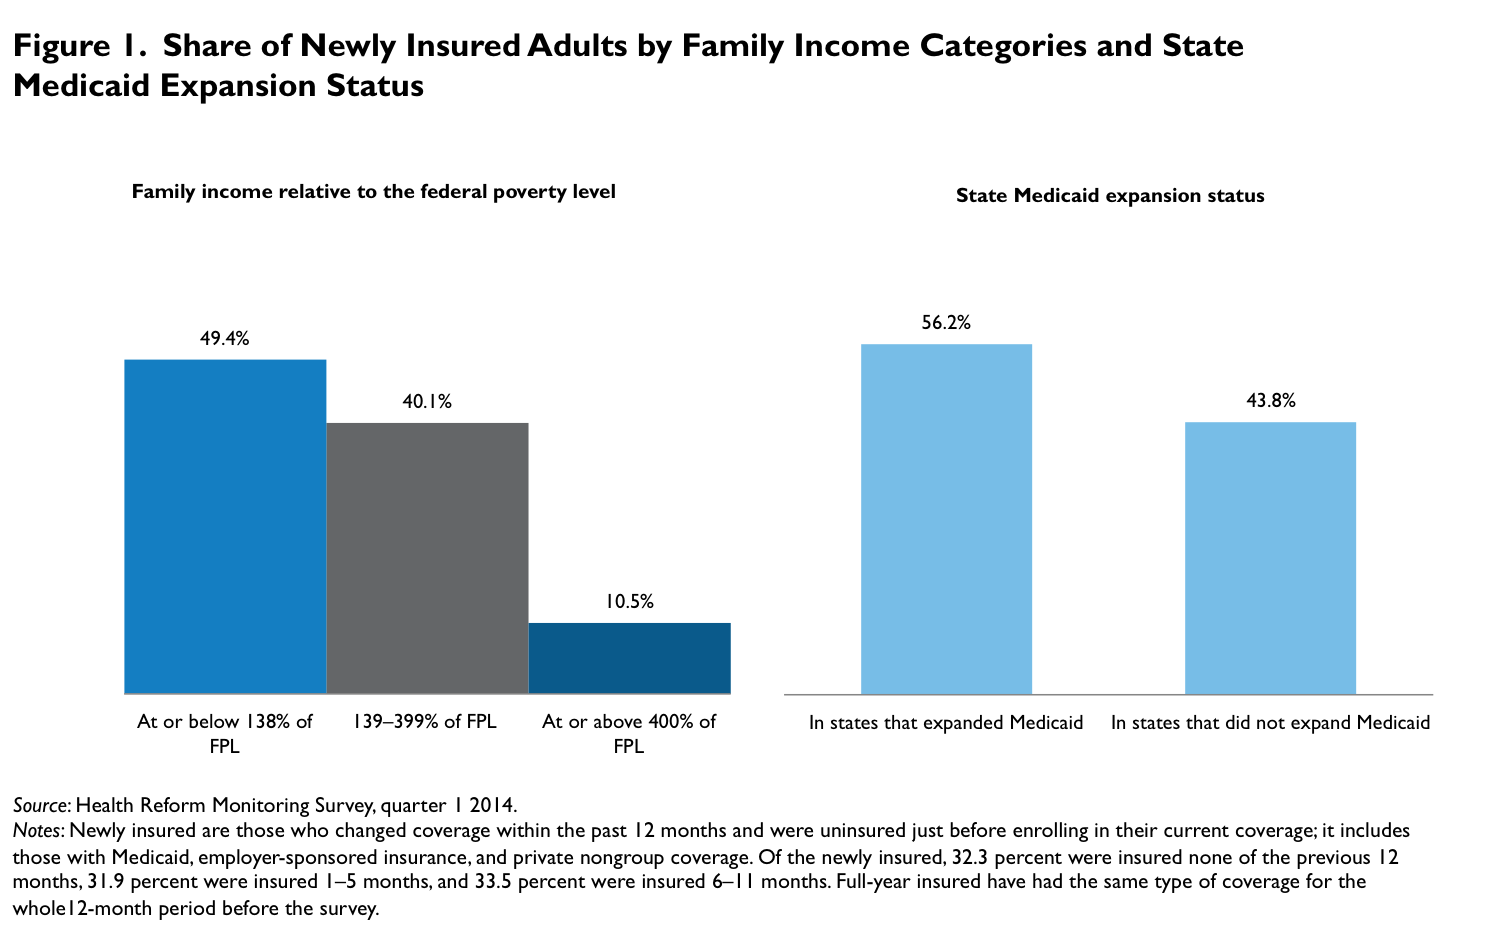 Figure 1. Share of Newly Insured Adults by Family Income Categories and State
Medicaid Expansion Status
Family income relative to the federal poverty level
49.4%
40.1%
10.5%
At or below 138% of
FPL
139–399% of FPL
At or above 400% of
FPL
State Medicaid expansion status
56.2%
43.8%
In states that expanded Medicaid
In states that did not expand Medicaid
Source: Health Reform Monitoring Survey, quarter 1 2014.
Notes: Newly insured are those who changed coverage within the past 12 months and were uninsured just before enrolling in their current coverage; it includes
those with Medicaid, employer-sponsored insurance, and private nongroup coverage. Of the newly insured, 32.3 percent were insured none of the previous 12
months, 31.9 percent were insured 1–5 months, and 33.5 percent were insured 6–11 months. Full-year insured have had the same type of coverage for the
whole12-month period before the survey.